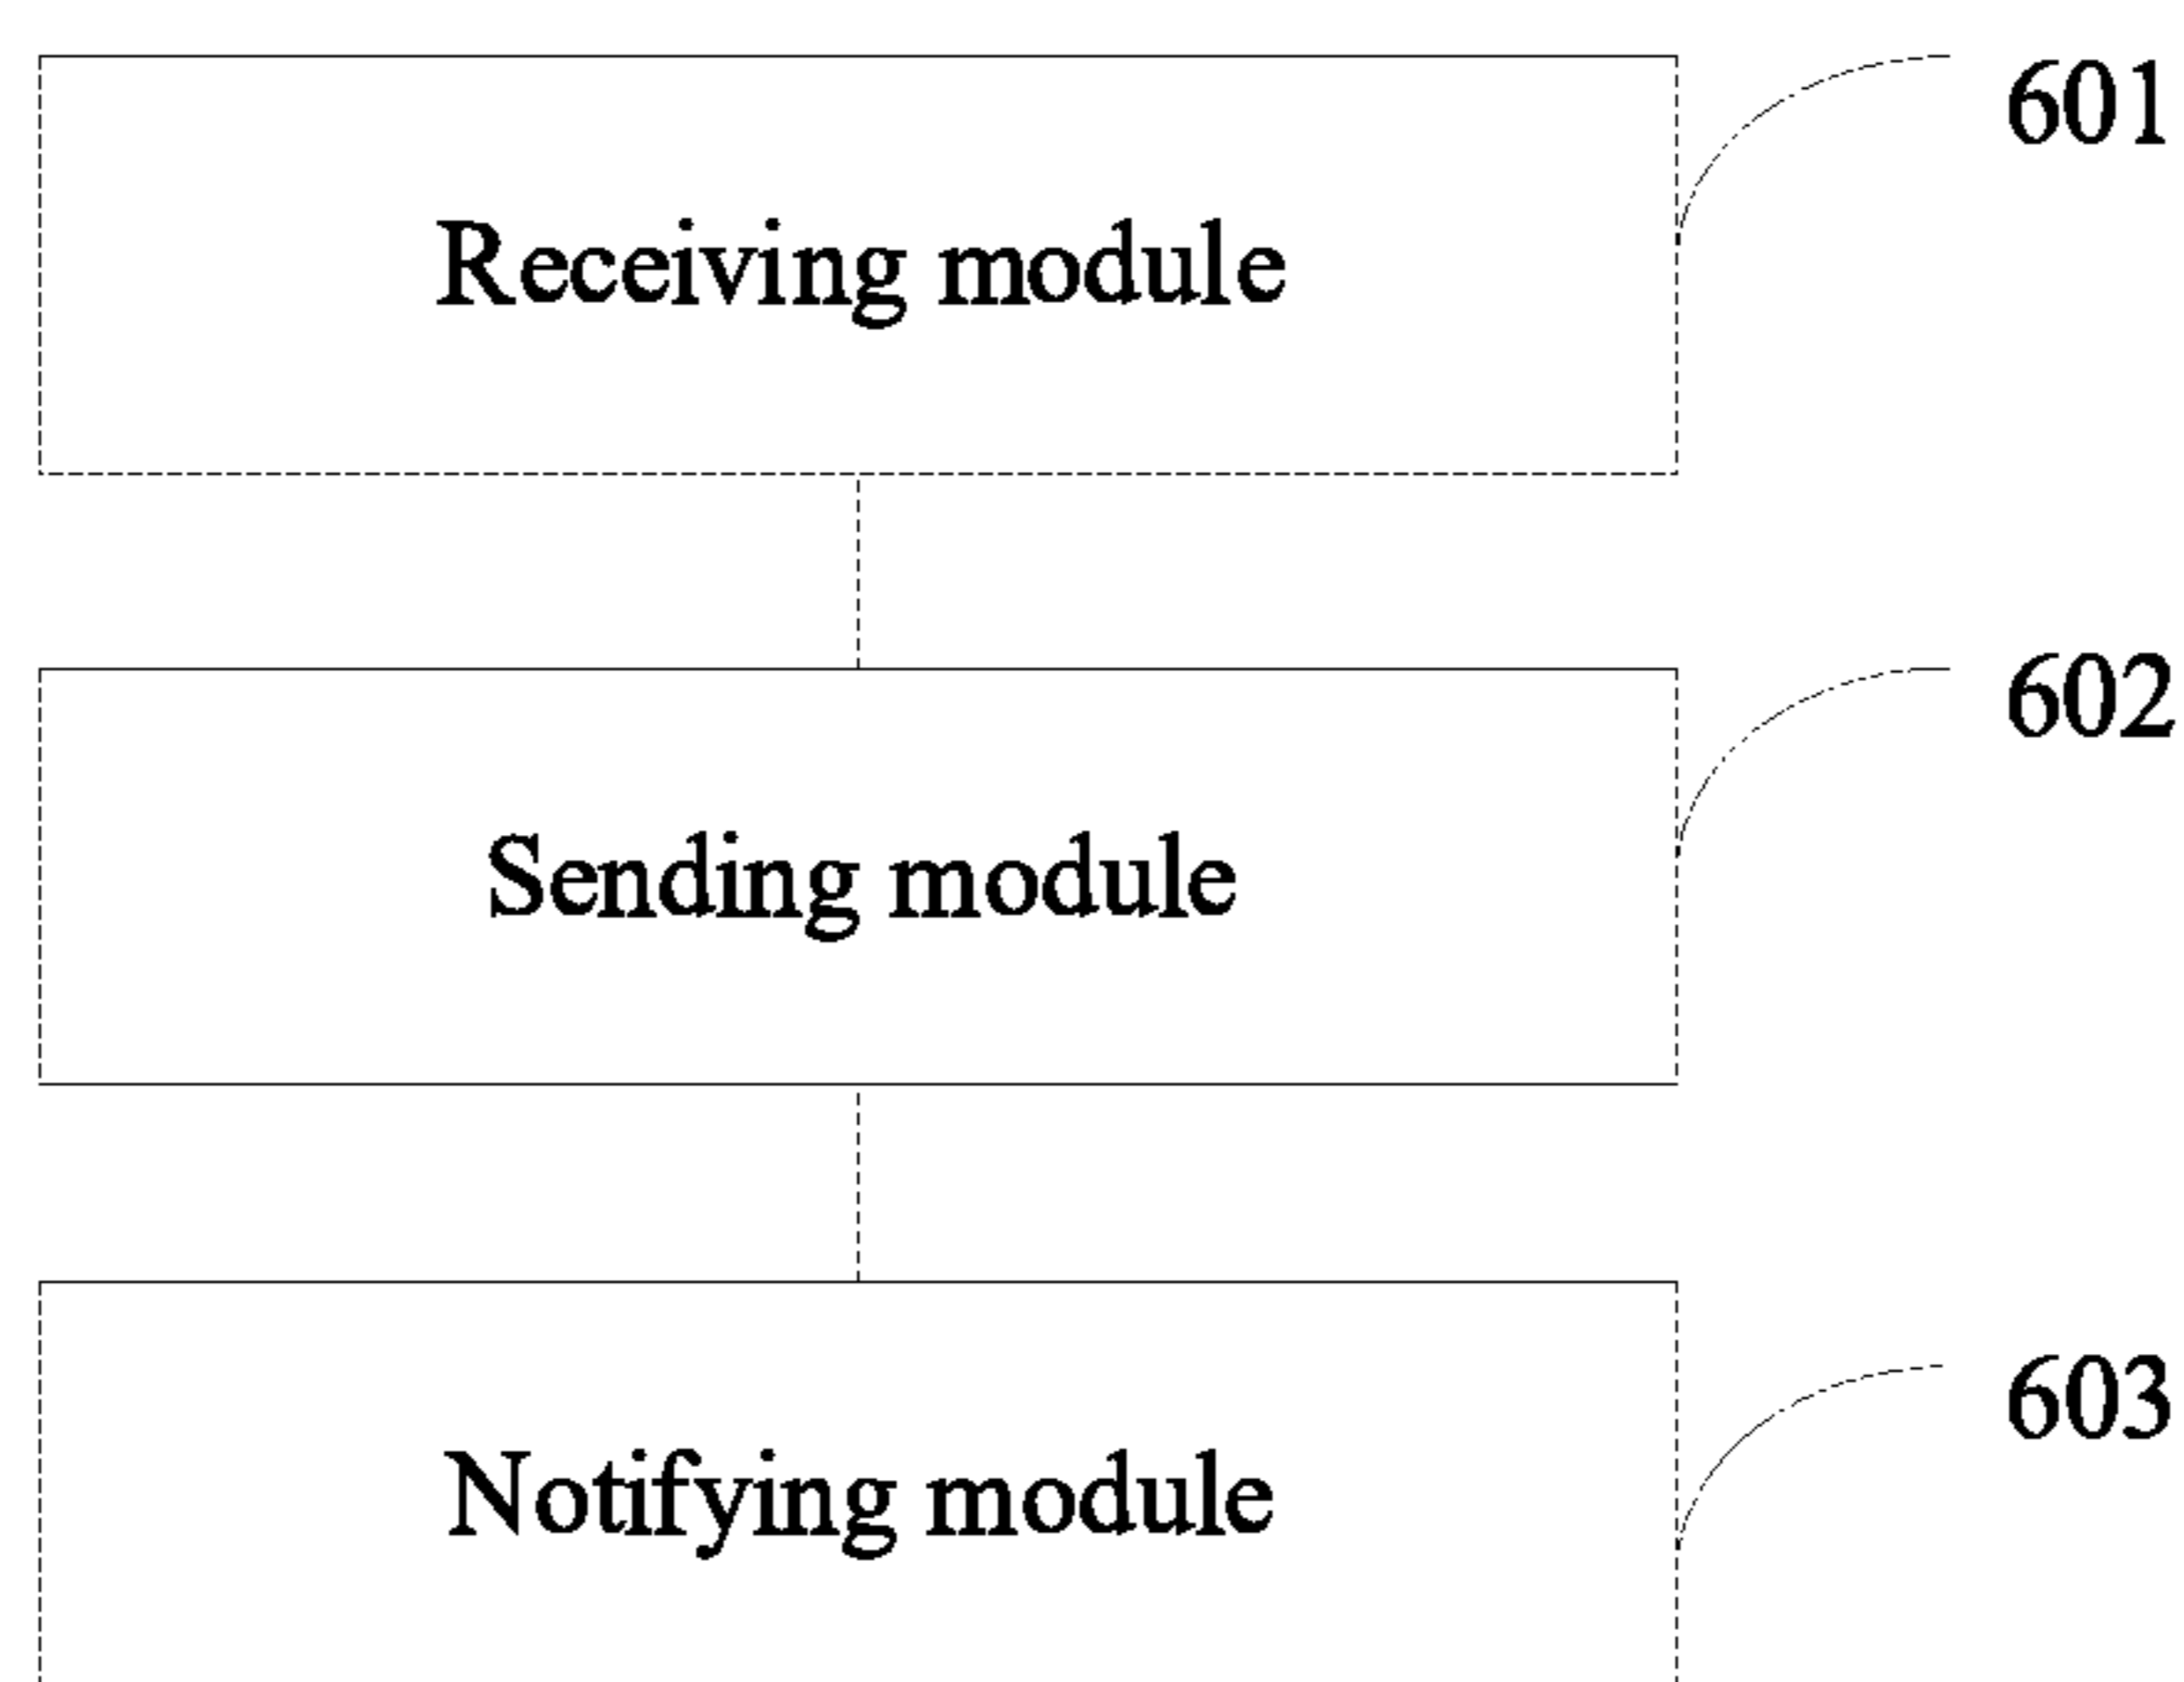 601
Receiving module
602
Sending module
603
Notifying module